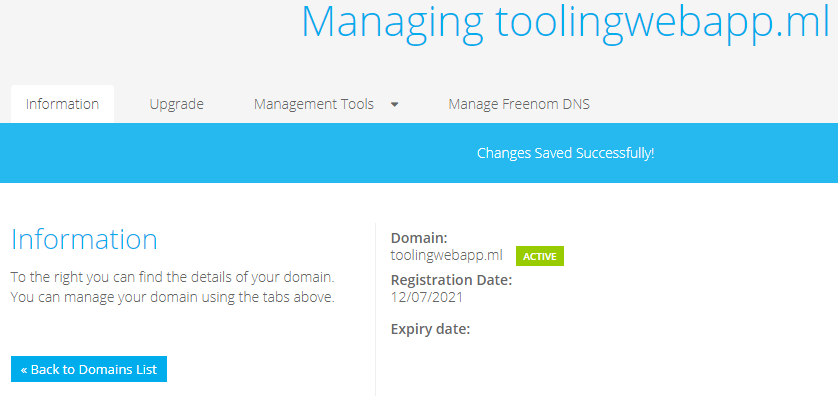 Managing toolingwebapp.ml
Information
Upgrade
Management Tools
Manage Freenom DNS
Changes Saved Successfully!
Information
To the right you can find the details of your domain.
You can manage your domain using the tabs above.
« Back to Domains List
Domain:
toolingwebapp.ml ACTIVE
Registration Date:
12/07/2021
Expiry date: